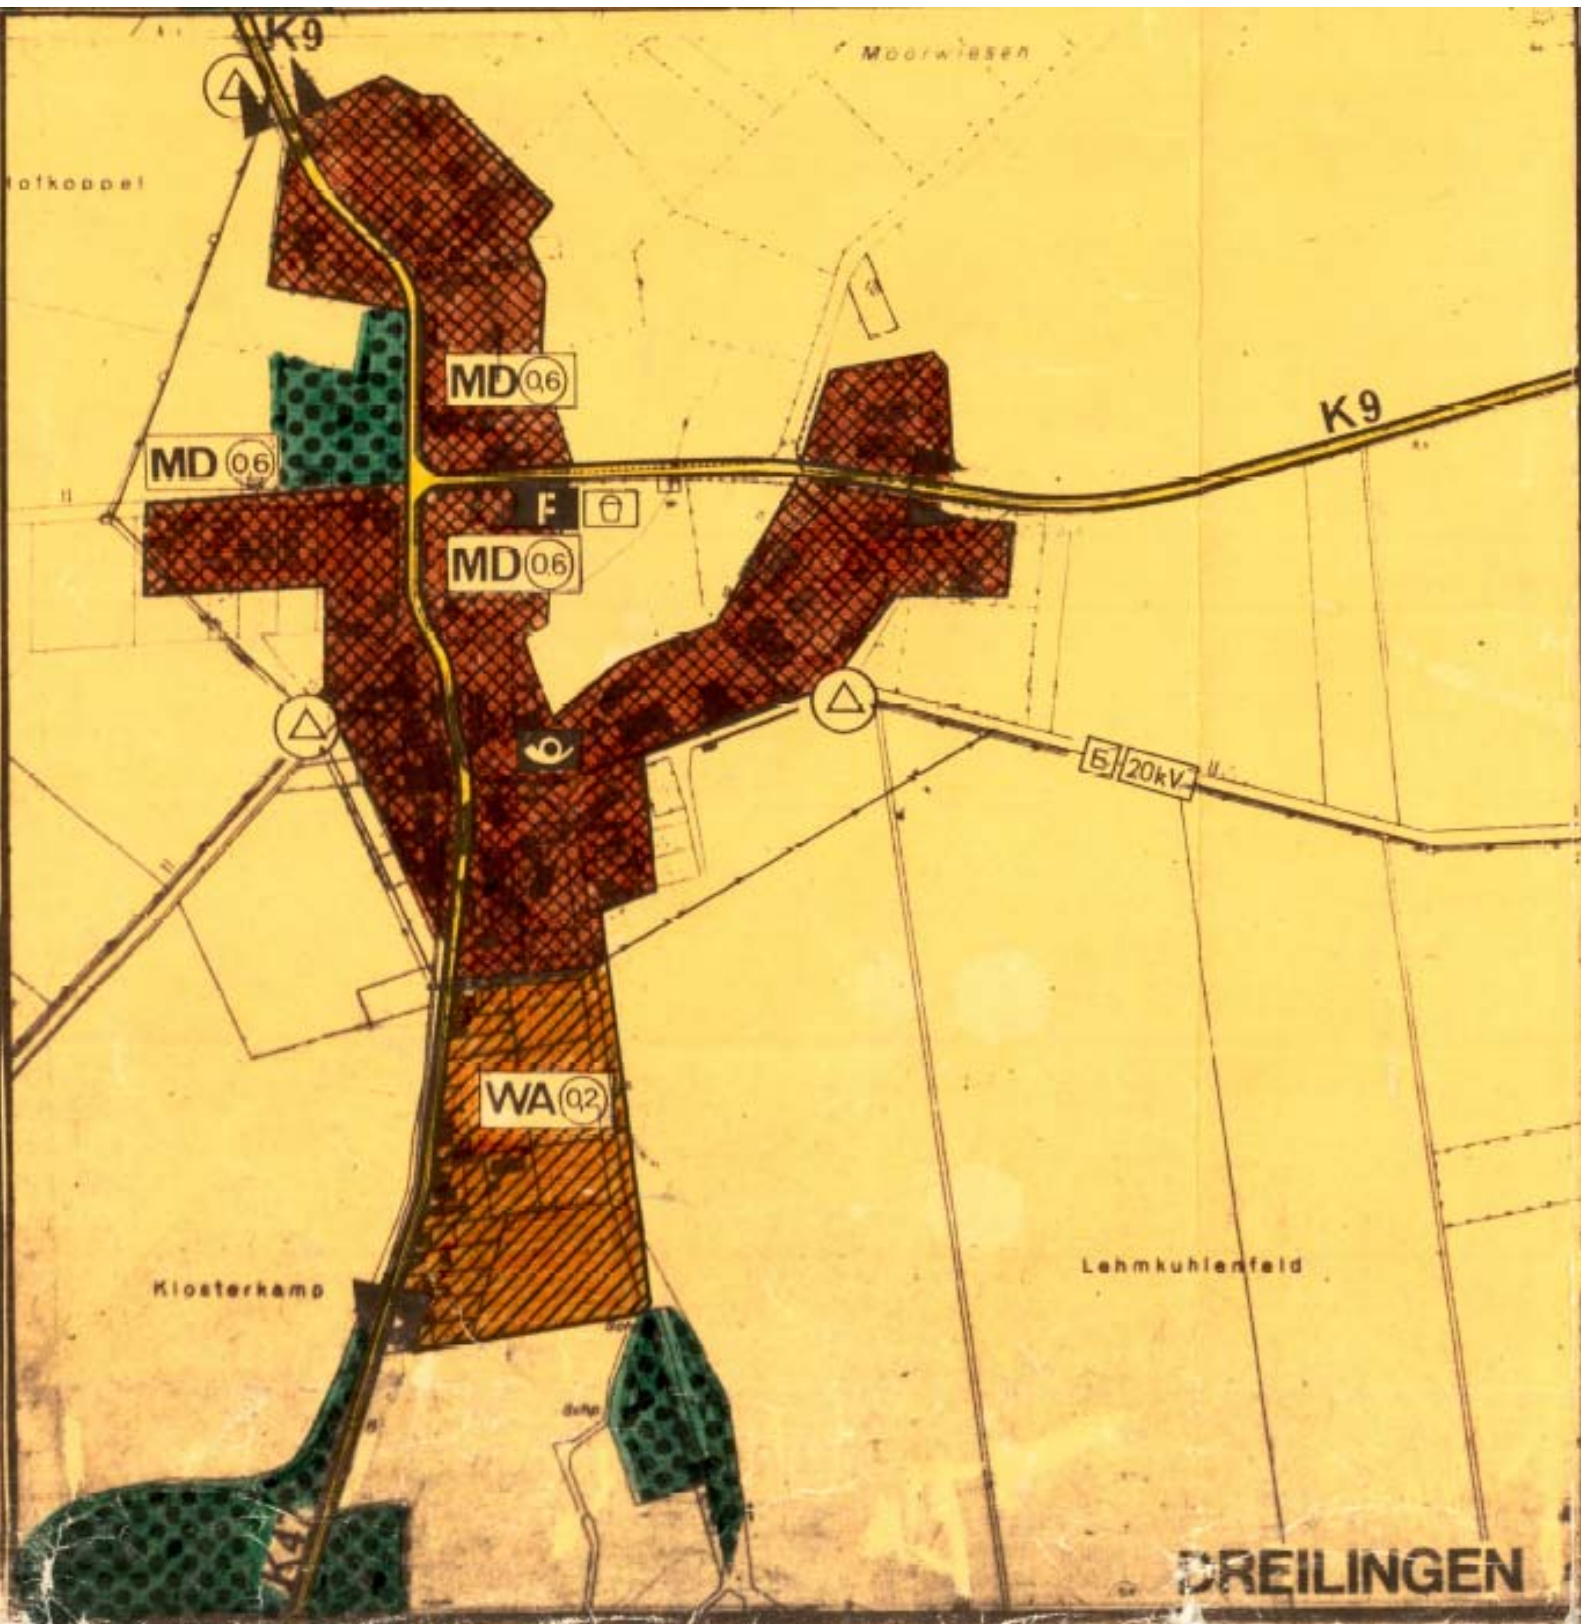 K9
Moorwiesen
Hofkoppel
MD 0,6
K9
MD 0,6
F
MD 0,6
20kV
WA 0,2
Klosterkamp
Lehmkuhlenfeld
Schp
K41
DREILINGEN